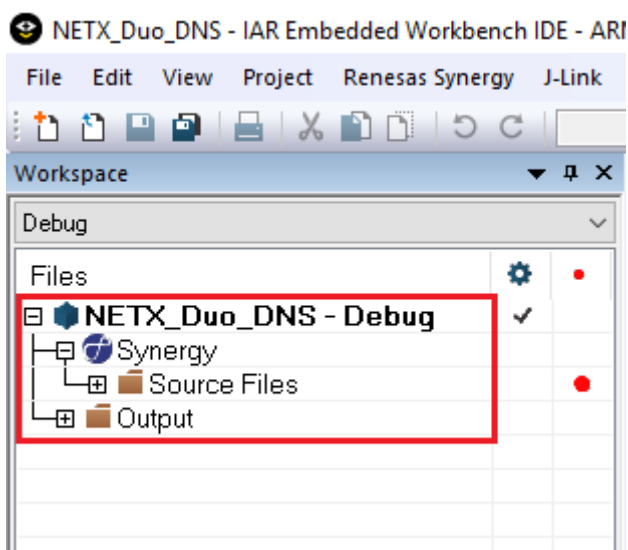 NETX_Duo_DNS - IAR Embedded Workbench IDE - AR
File Edit View Project Renesas Synergy J-Link
Workspace
Debug
Files
NETX_Duo_DNS - Debug
Synergy
Source Files
Output